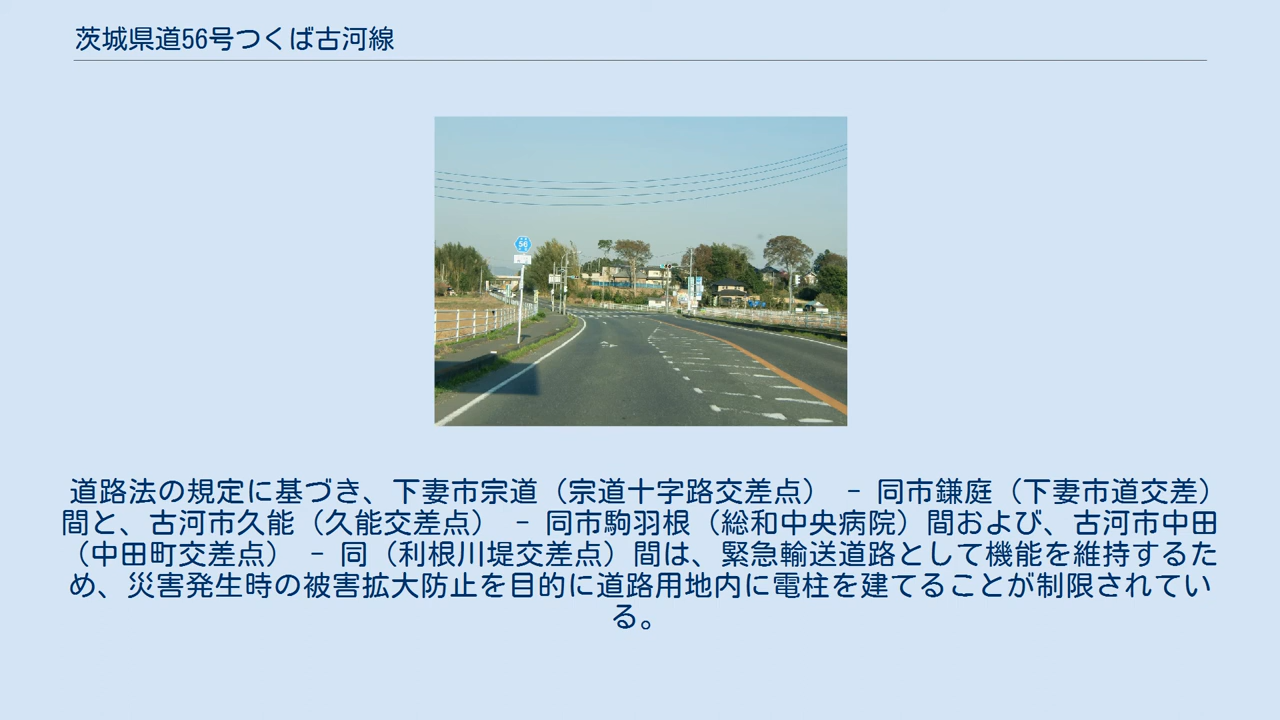 茨城県道56号つくば古河線
56
道路法の規定に基づき、下妻市宗道（宗道十字路交差点） - 同市鎌庭（下妻市道交差）
間と、古河市久能（久能交差点） - 同市駒羽根（総和中央病院）間および、古河市中田
（中田町交差点） - 同（利根川堤交差点）間は、緊急輸送道路として機能を維持するた
め、災害発生時の被害拡大防止を目的に道路用地内に電柱を建てることが制限されてい
る。